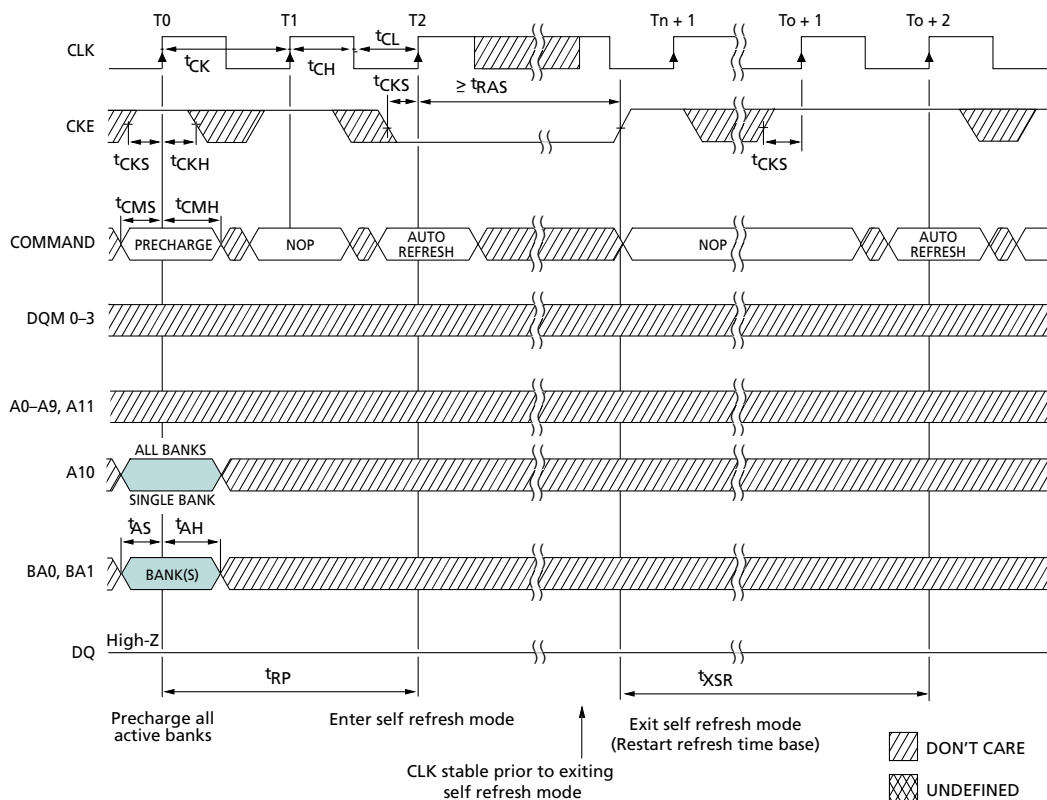 T0 T1 T2 Tn + 1 To + 1 To + 2
CLK
tCK tCH tCL
tCKS ≥ tRAS
CKE
tCKS tCKH tCKS
tCMS tCMH
COMMAND PRECHARGE NOP AUTO REFRESH NOP AUTO REFRESH
DQM 0–3
A0–A9, A11
ALL BANKS
A10
SINGLE BANK
tAS tAH
BA0, BA1 BANK(S)
High-Z
DQ
tRP tXSR
Precharge all
active banks
Enter self refresh mode
CLK stable prior to exiting
self refresh mode
Exit self refresh mode
(Restart refresh time base)
DON'T CARE
UNDEFINED